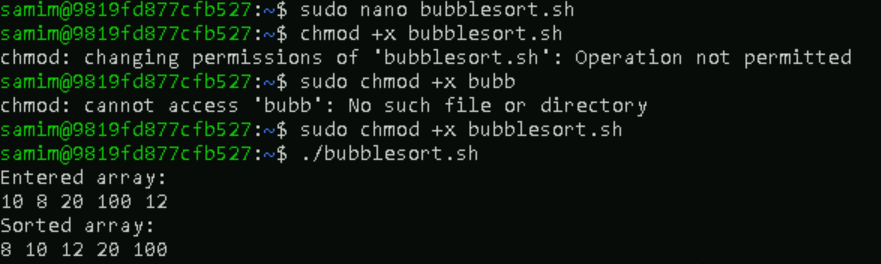 samim@9819fd877cfb527:~$ sudo nano bubblesort.sh
samim@9819fd877cfb527:~$ chmod +x bubblesort.sh
chmod: changing permissions of 'bubblesort.sh': Operation not permitted
samim@9819fd877cfb527:~$ sudo chmod +x bubb
chmod: cannot access 'bubb': No such file or directory
samim@9819fd877cfb527:~$ sudo chmod +x bubblesort.sh
samim@9819fd877cfb527:~$ ./bubblesort.sh
Entered array:
10 8 20 100 12
Sorted array:
8 10 12 20 100